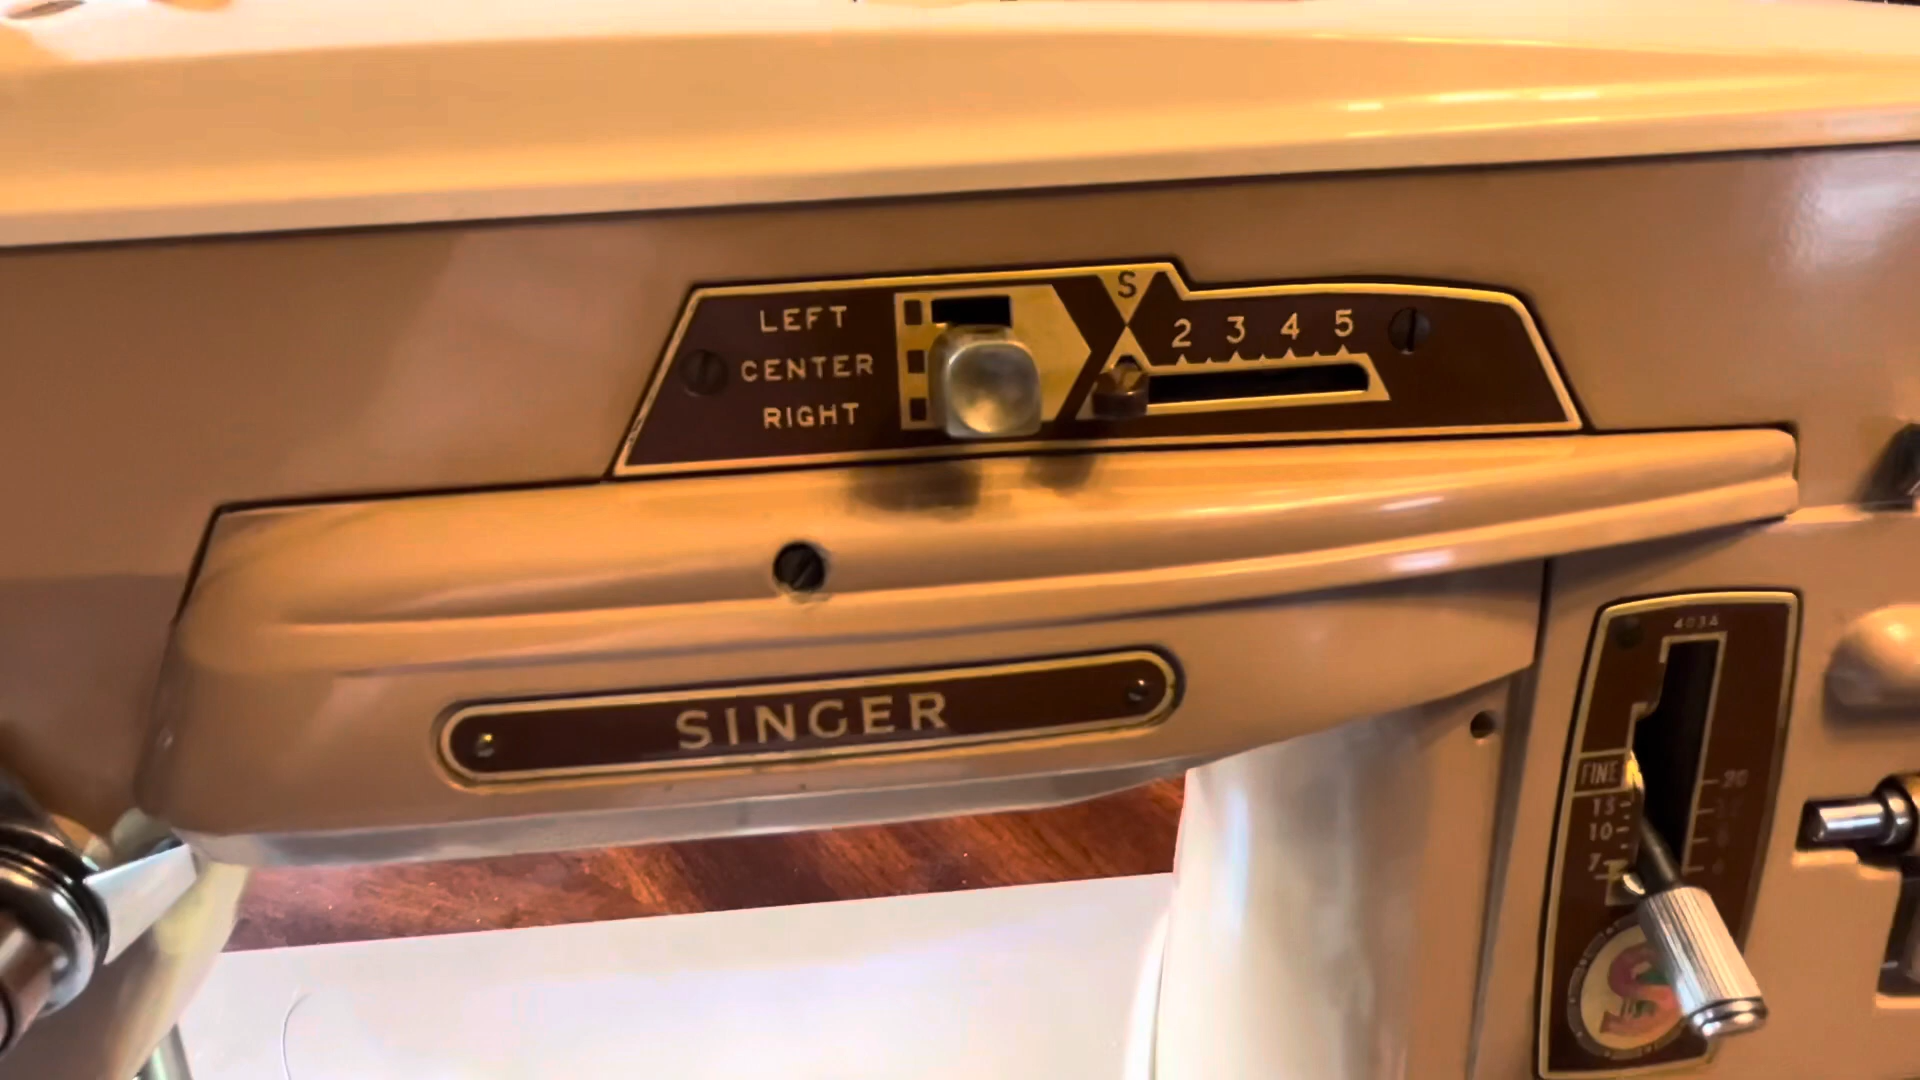 S
LEFT
CENTER
RIGHT
2 3 4 5
SINGER
403A
FINE
15
10
7
20